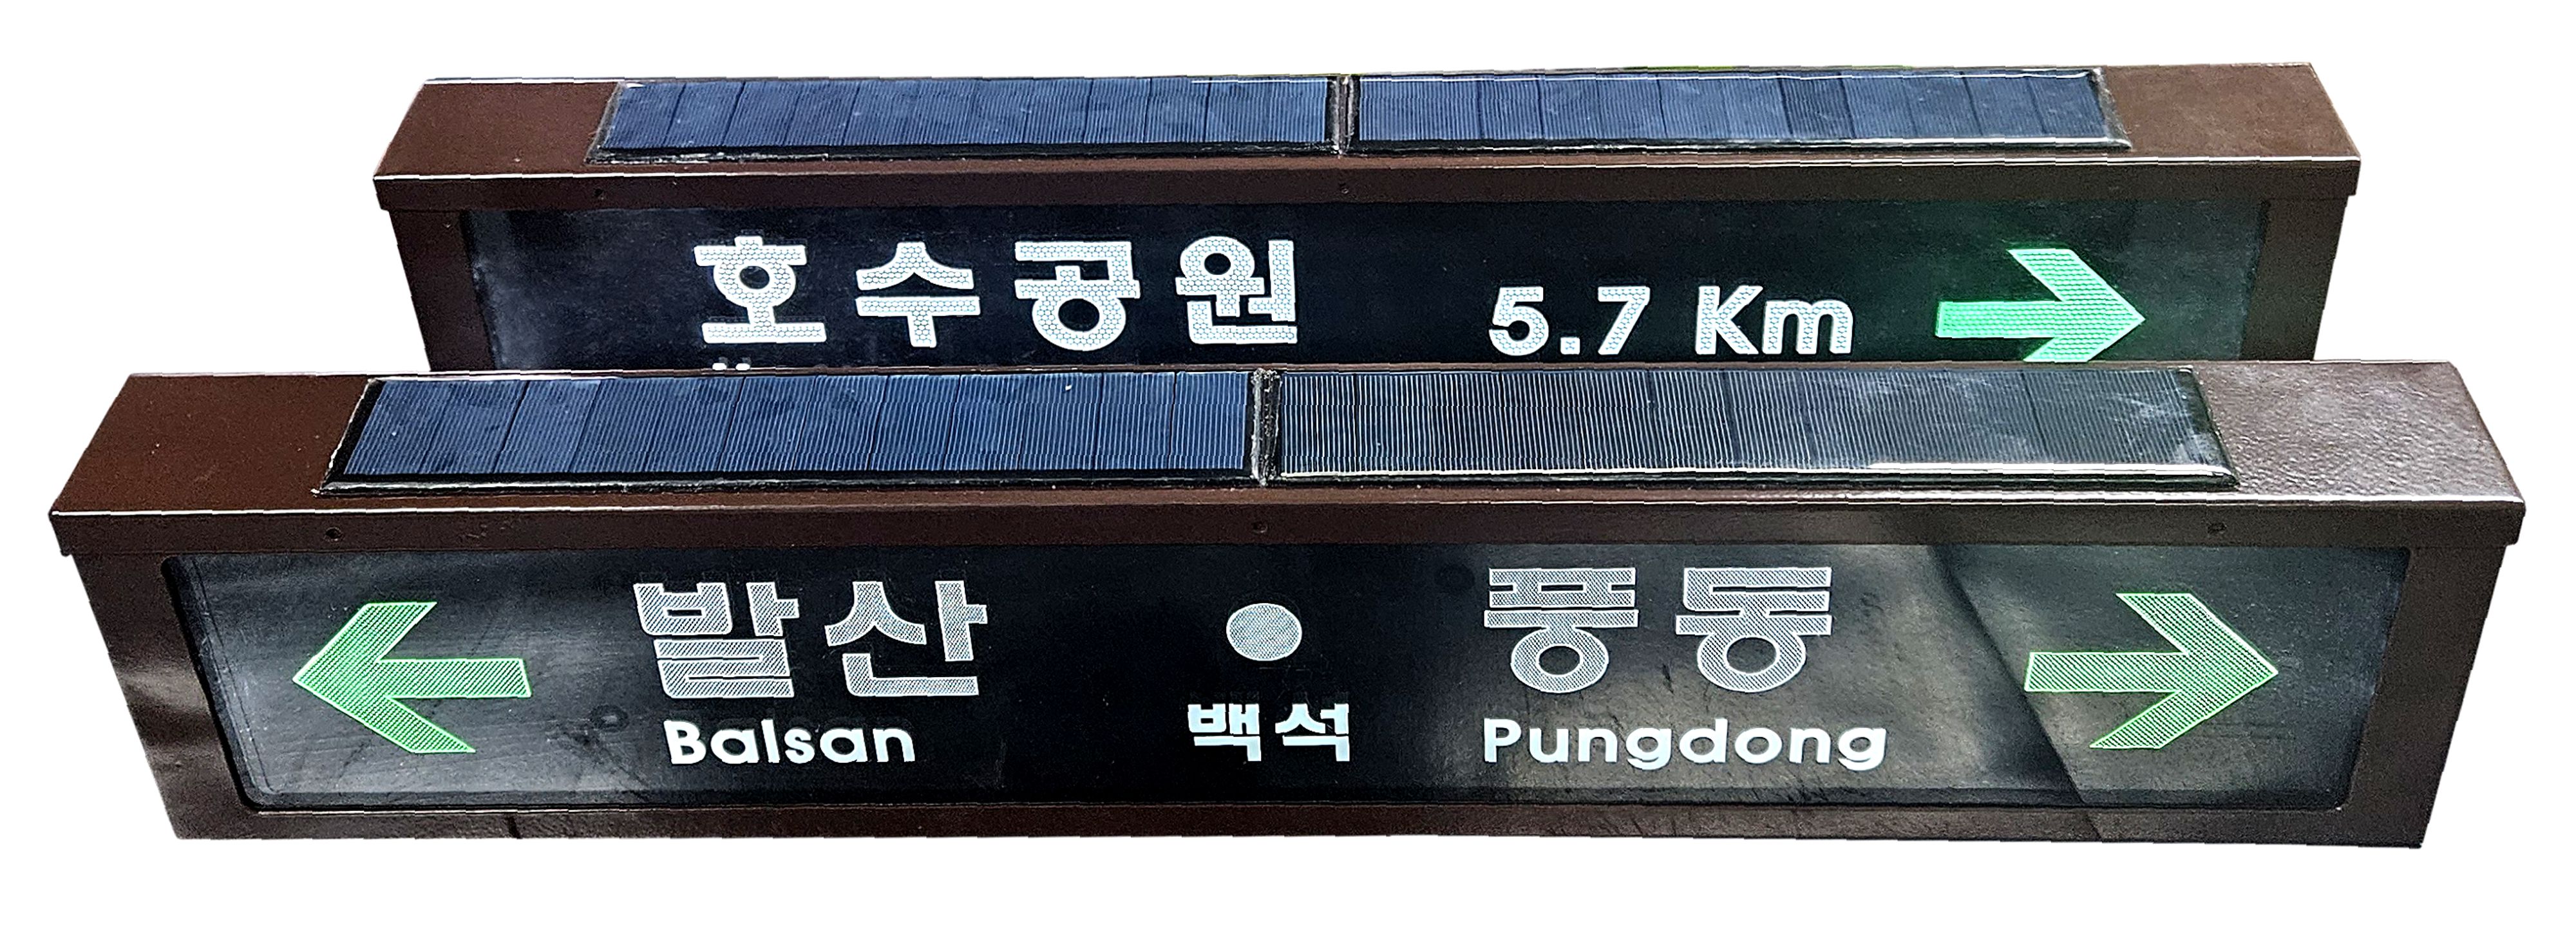 호수공원 5.7 Km
발산 풍동
Balsan 백석 Pungdong